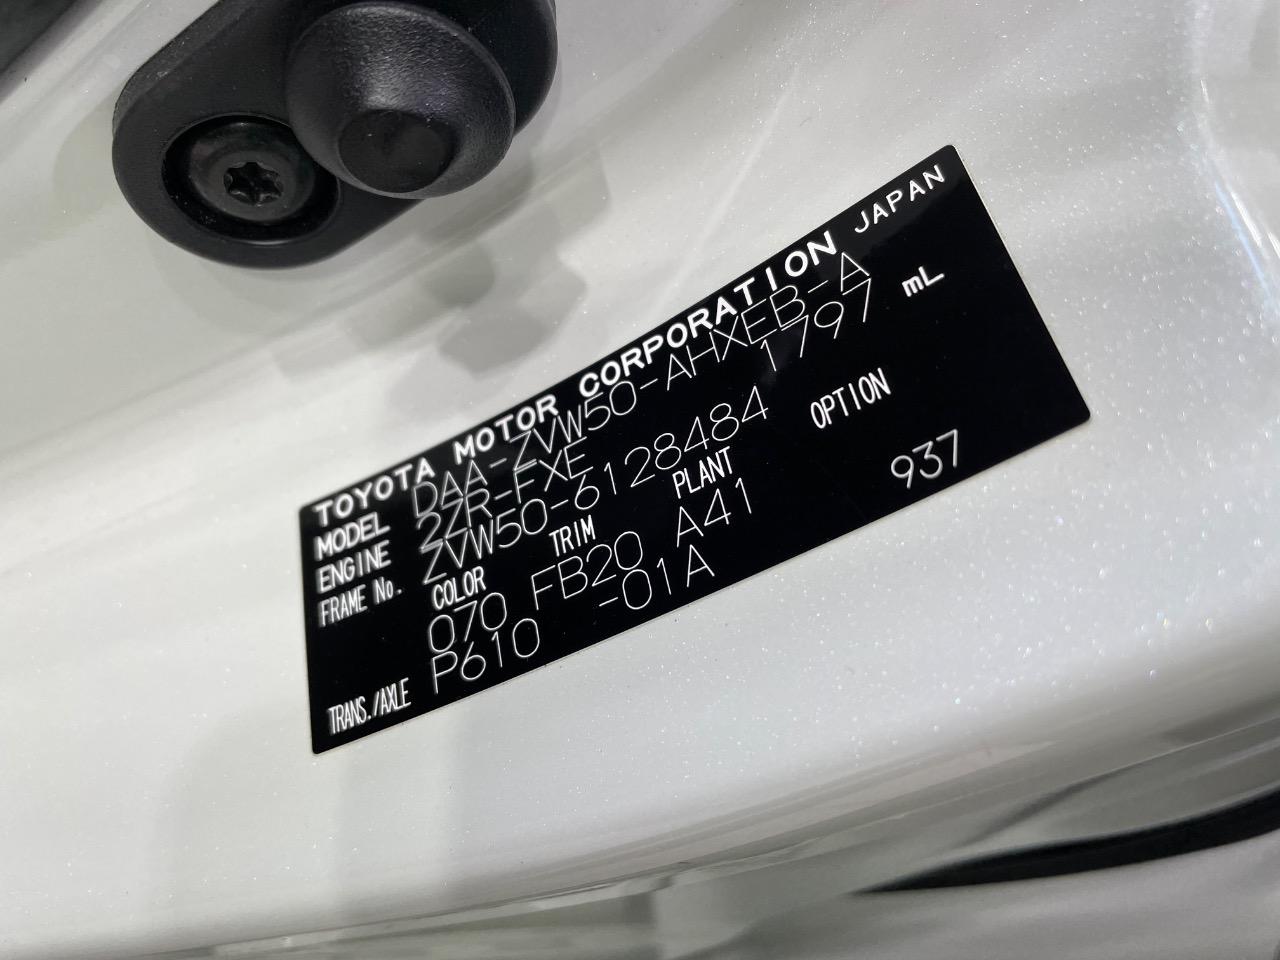 TOYOTA MOTOR CORPORATION JAPAN
MODEL DAA-ZVW50-AHXEB-A
ENGINE 2ZR-FXE 1797 mL
FRAME No. ZVW50-6128484
COLOR TRIM PLANT OPTION
070 FB20 A41 937
TRANS./AXLE P610 -01A